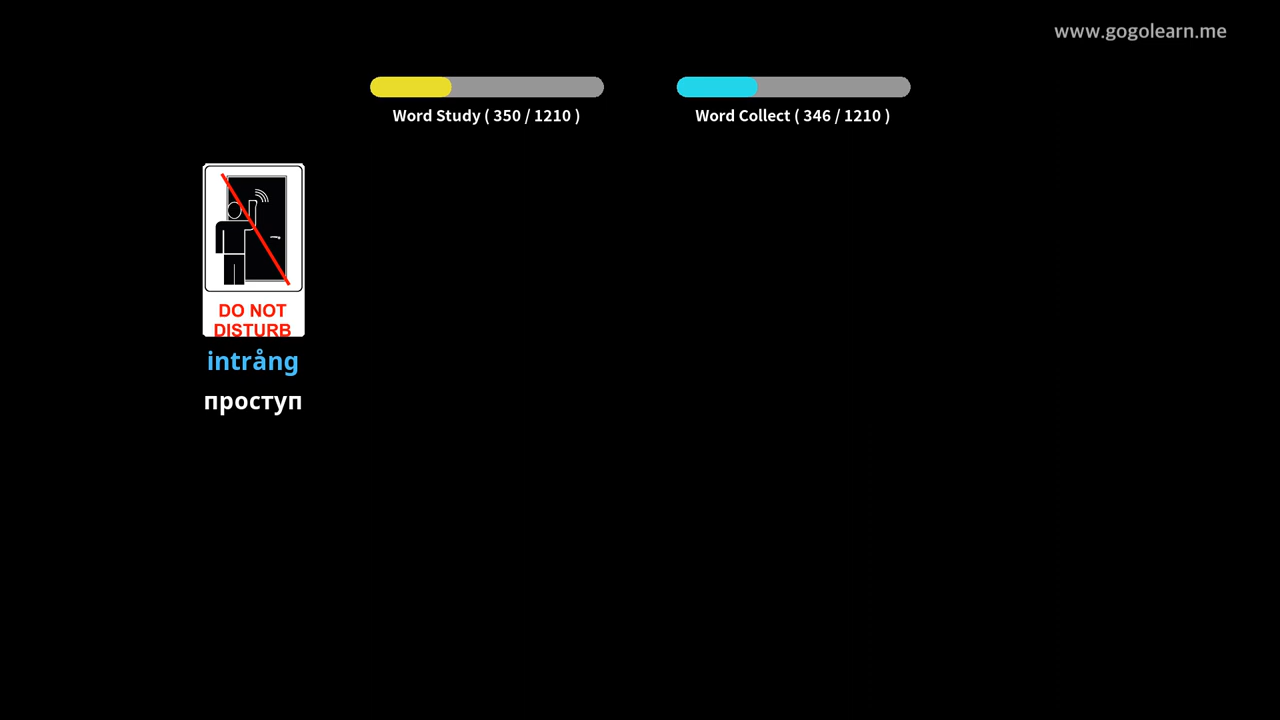 www.gogolearn.me
Word Study ( 350 / 1210 )
Word Collect ( 346 / 1210 )
DO NOT
DISTURB
intrång
проступ